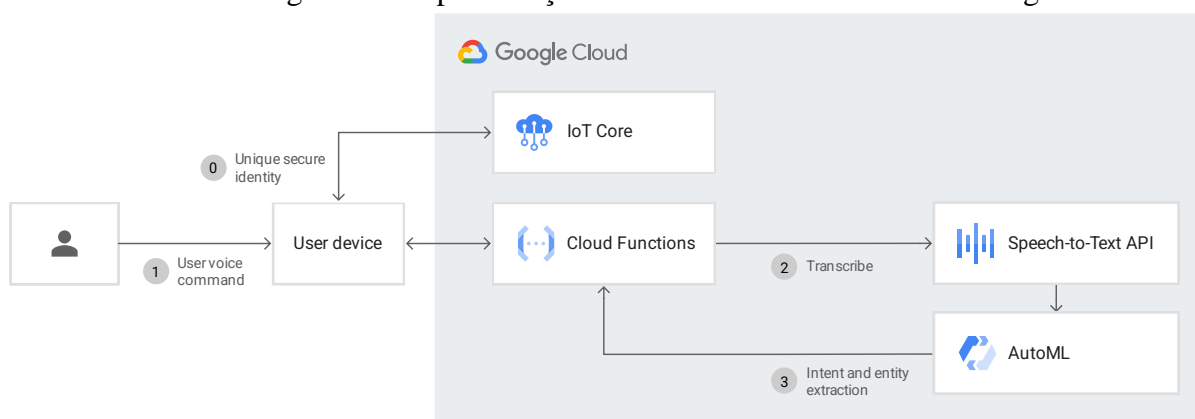 Google Cloud
IoT Core
0
Unique secure
identity
User device
Cloud Functions
Speech-to-Text API
1
User voice
command
2
Transcribe
AutoML
3
Intent and entity
extraction